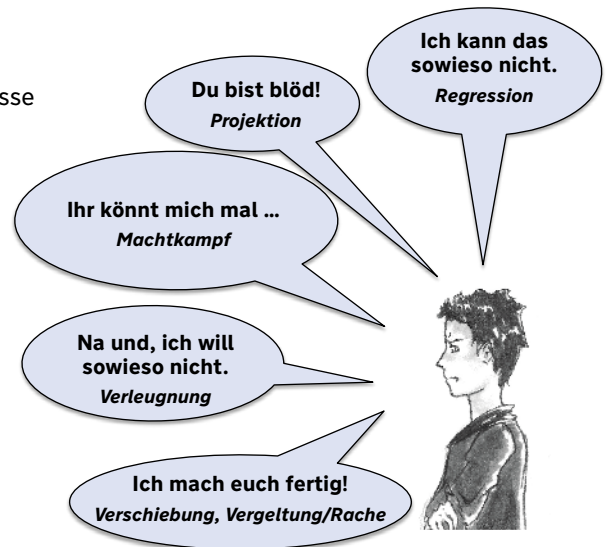 Ich kann das
sowieso nicht.
Regression
sse
Du bist blöd!
Projektion
Ihr könnt mich mal ...
Machtkampf
Na und, ich will
sowieso nicht.
Verleugnung
Ich mach euch fertig!
Verschiebung, Vergeltung/Rache